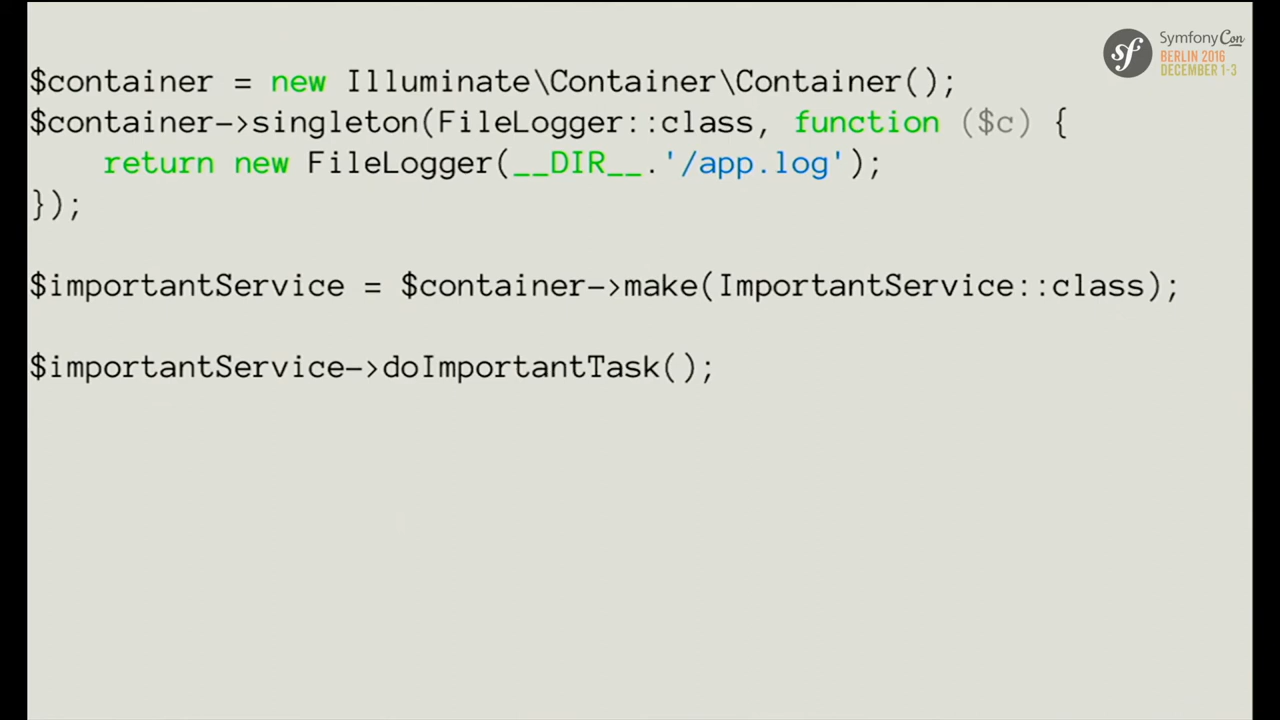 SymfonyCon
BERLIN 2016
DECEMBER 1-3
$container = new Illuminate\Container\Container();
$container->singleton(FileLogger::class, function ($c) {
    return new FileLogger(__DIR__.'/app.log');
});
$importantService = $container->make(ImportantService::class);
$importantService->doImportantTask();